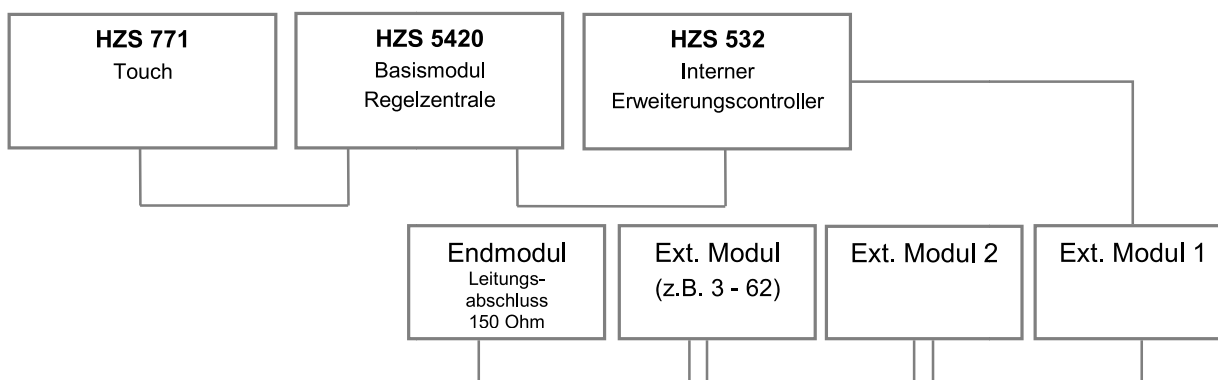 HZS 771
Touch
HZS 5420
Basismodul
Regelzentrale
HZS 532
Interner
Erweiterungscontroller
Endmodul
Leitungs-
abschluss
150 Ohm
Ext. Modul
(z.B. 3 - 62)
Ext. Modul 2
Ext. Modul 1